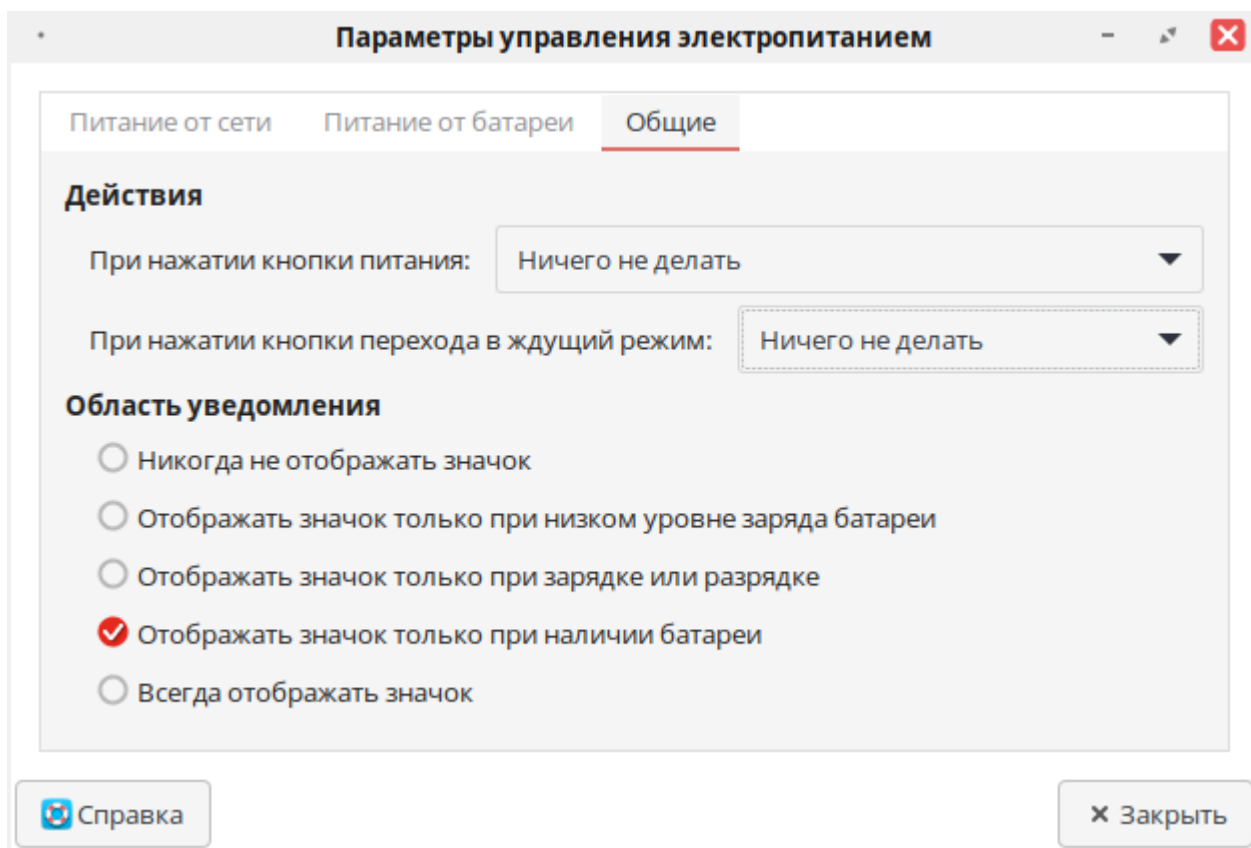 Параметры управления электропитанием
Питание от сети Питание от батареи Общие
Действия
При нажатии кнопки питания: Ничего не делать
При нажатии кнопки перехода в ждущий режим: Ничего не делать
Область уведомления
Никогда не отображать значок
Отображать значок только при низком уровне заряда батареи
Отображать значок только при зарядке или разрядке
Отображать значок только при наличии батареи
Всегда отображать значок
Справка Закрыть